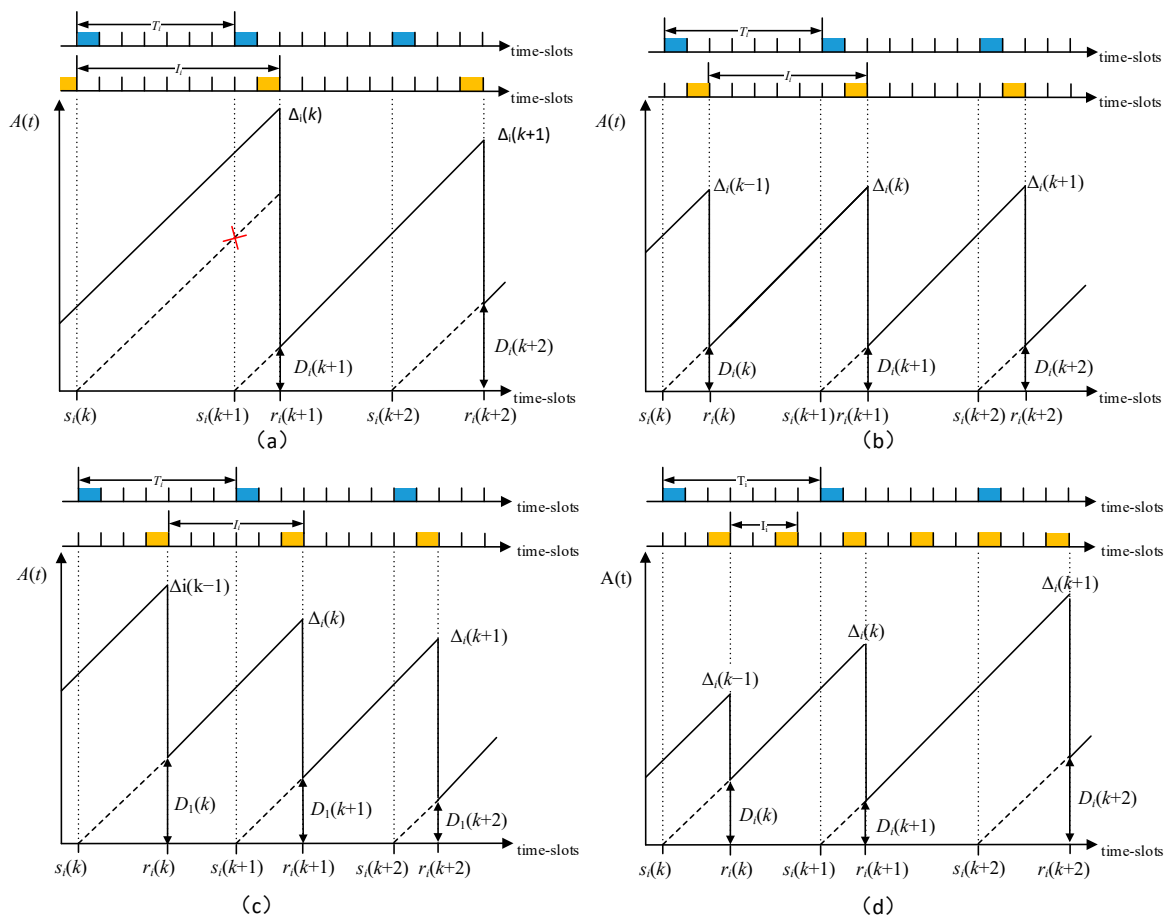 T_i
time-slots
I_i
time-slots
A(t)
Δ_i(k)
Δ_i(k+1)
D_i(k+1)
D_i(k+2)
time-slots
s_i(k) s_i(k+1) r_i(k+1) s_i(k+2) r_i(k+2)
(a)
T_i
time-slots
I_i
time-slots
A(t)
Δ_i(k−1) Δ_i(k) Δ_i(k+1)
D_i(k) D_i(k+1) D_i(k+2)
time-slots
s_i(k) r_i(k) s_i(k+1) r_i(k+1) s_i(k+2) r_i(k+2)
(b)
T_i
time-slots
I_i
time-slots
A(t)
Δi(k−1)
Δ_i(k)
Δ_i(k+1)
D_1(k) D_1(k+1) D_1(k+2)
time-slots
s_i(k) r_i(k) s_i(k+1) r_i(k+1) s_i(k+2) r_i(k+2)
(c)
T_i
time-slots
I_i
time-slots
A(t)
Δ_i(k+1)
Δ_i(k)
Δ_i(k−1)
D_i(k) D_i(k+1) D_i(k+2)
time-slots
s_i(k) r_i(k) s_i(k+1) r_i(k+1) s_i(k+2) r_i(k+2)
(d)